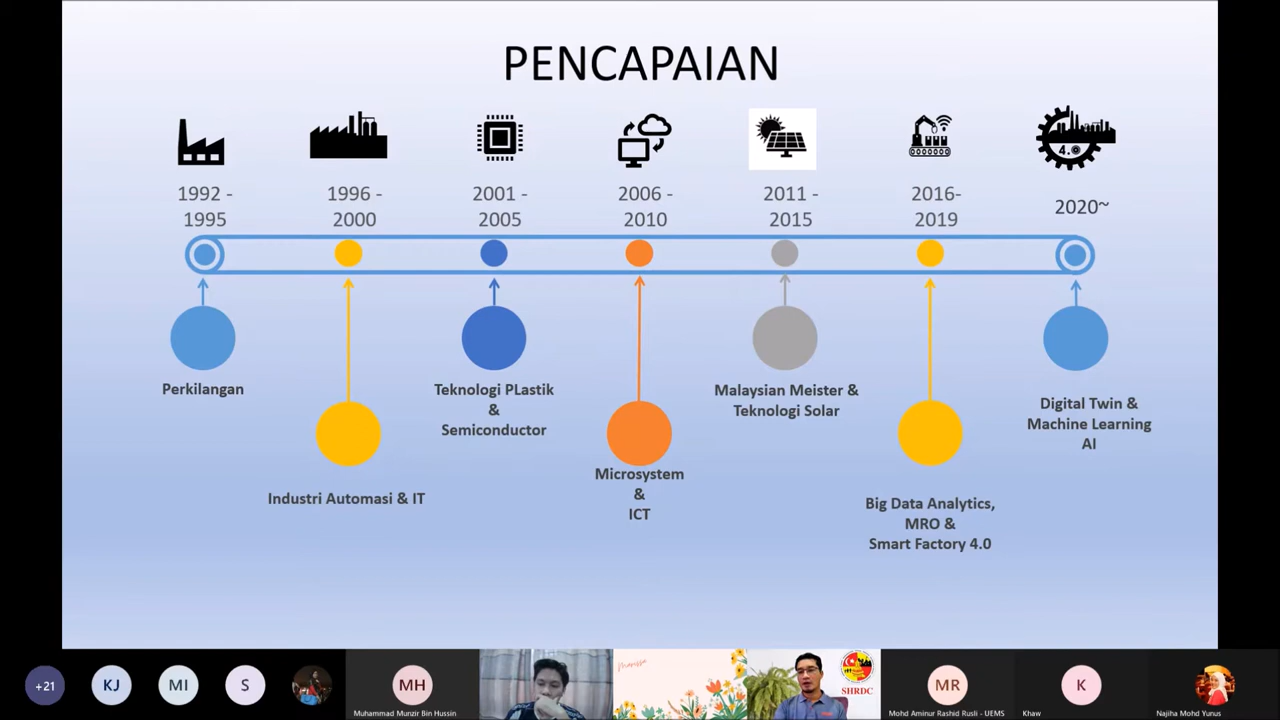 PENCAPAIAN
4.0
1992 -
1995
1996 -
2000
2001 -
2005
2006 -
2010
2011 -
2015
2016-
2019
2020~
Perkilangan
Industri Automasi & IT
Teknologi PLastik
&
Semiconductor
Microsystem
&
ICT
Malaysian Meister &
Teknologi Solar
Big Data Analytics,
MRO &
Smart Factory 4.0
Digital Twin &
Machine Learning
AI
+21
KJ
MI
S
MH
Muhammad Munzir Bin Hussin
SHRDC
MR
Mohd Aminur Rashid Rusli - UEMS
K
Khaw
Najiha Mohd Yunus